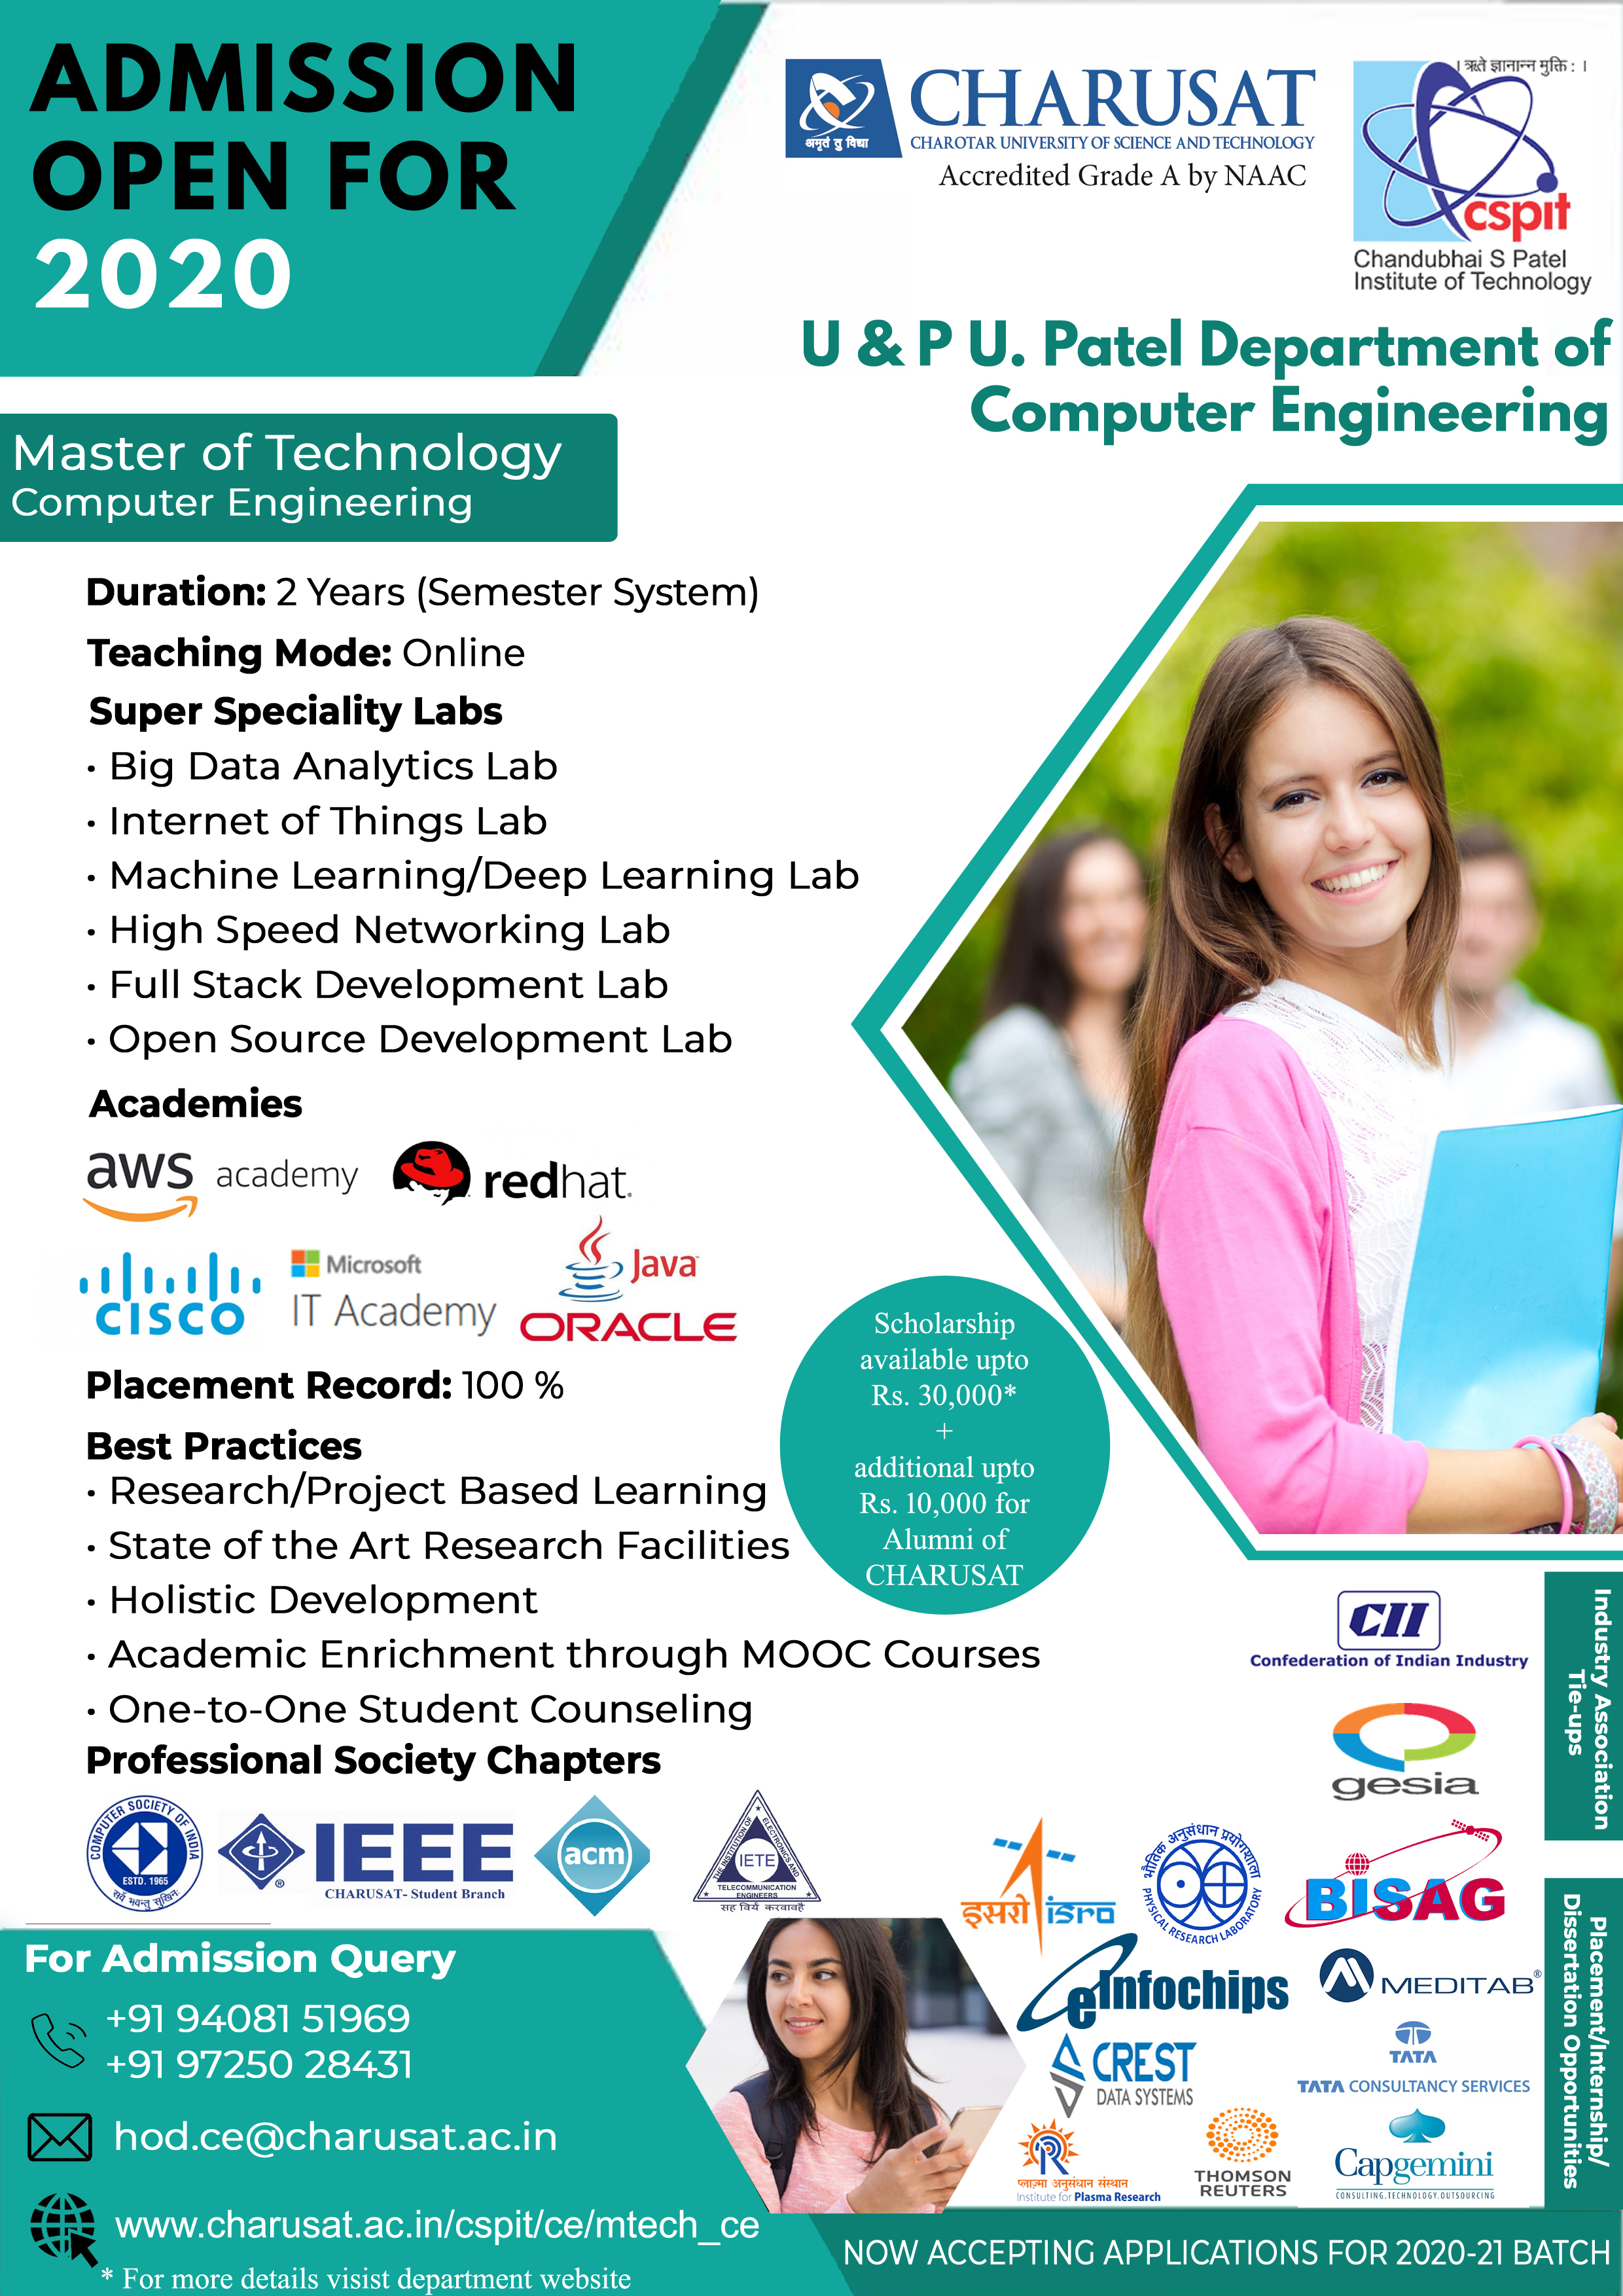 ADMISSION
OPEN FOR
2020
अमृतं तु विद्या
CHARUSAT
CHAROTAR UNIVERSITY OF SCIENCE AND TECHNOLOGY
Accredited Grade A by NAAC
। ऋते ज्ञानान्न मुक्ति : ।
cspit
Chandubhai S Patel
Institute of Technology
U & P U. Patel Department of
Computer Engineering
Master of Technology
Computer Engineering
Duration: 2 Years (Semester System)
Teaching Mode: Online
Super Speciality Labs
• Big Data Analytics Lab
• Internet of Things Lab
• Machine Learning/Deep Learning Lab
• High Speed Networking Lab
• Full Stack Development Lab
• Open Source Development Lab
Academies
aws academy
redhat.
CISCO
Microsoft
IT Academy
Java
ORACLE
Placement Record: 100 %
Best Practices
• Research/Project Based Learning
• State of the Art Research Facilities
• Holistic Development
• Academic Enrichment through MOOC Courses
• One-to-One Student Counseling
Scholarship
available upto
Rs. 30,000*
+
additional upto
Rs. 10,000 for
Alumni of
CHARUSAT
Professional Society Chapters
COMPUTER SOCIETY OF INDIA
ESTD. 1965
IEEE
®
CHARUSAT- Student Branch
acm
THE INSTITUTION OF
ELECTRONICS AND
IETE
TELECOMMUNICATION
ENGINEERS
Industry Association
Tie-ups
CII
Confederation of Indian Industry
gesia
Placement/Internship/
Dissertation Opportunities
इसरो isro
भौतिक अनुसंधान प्रयोगशाला
PHYSICAL RESEARCH LABORATORY
BISAG
eInfochips
MEDITAB®
CREST
DATA SYSTEMS
TATA
TATA CONSULTANCY SERVICES
प्लाज़्मा अनुसंधान संस्थान
Institute for Plasma Research
THOMSON
REUTERS
Capgemini
CONSULTING.TECHNOLOGY.OUTSOURCING
For Admission Query
+91 94081 51969
+91 97250 28431
hod.ce@charusat.ac.in
www.charusat.ac.in/cspit/ce/mtech_ce
* For more details visist department website
NOW ACCEPTING APPLICATIONS FOR 2020-21 BATCH